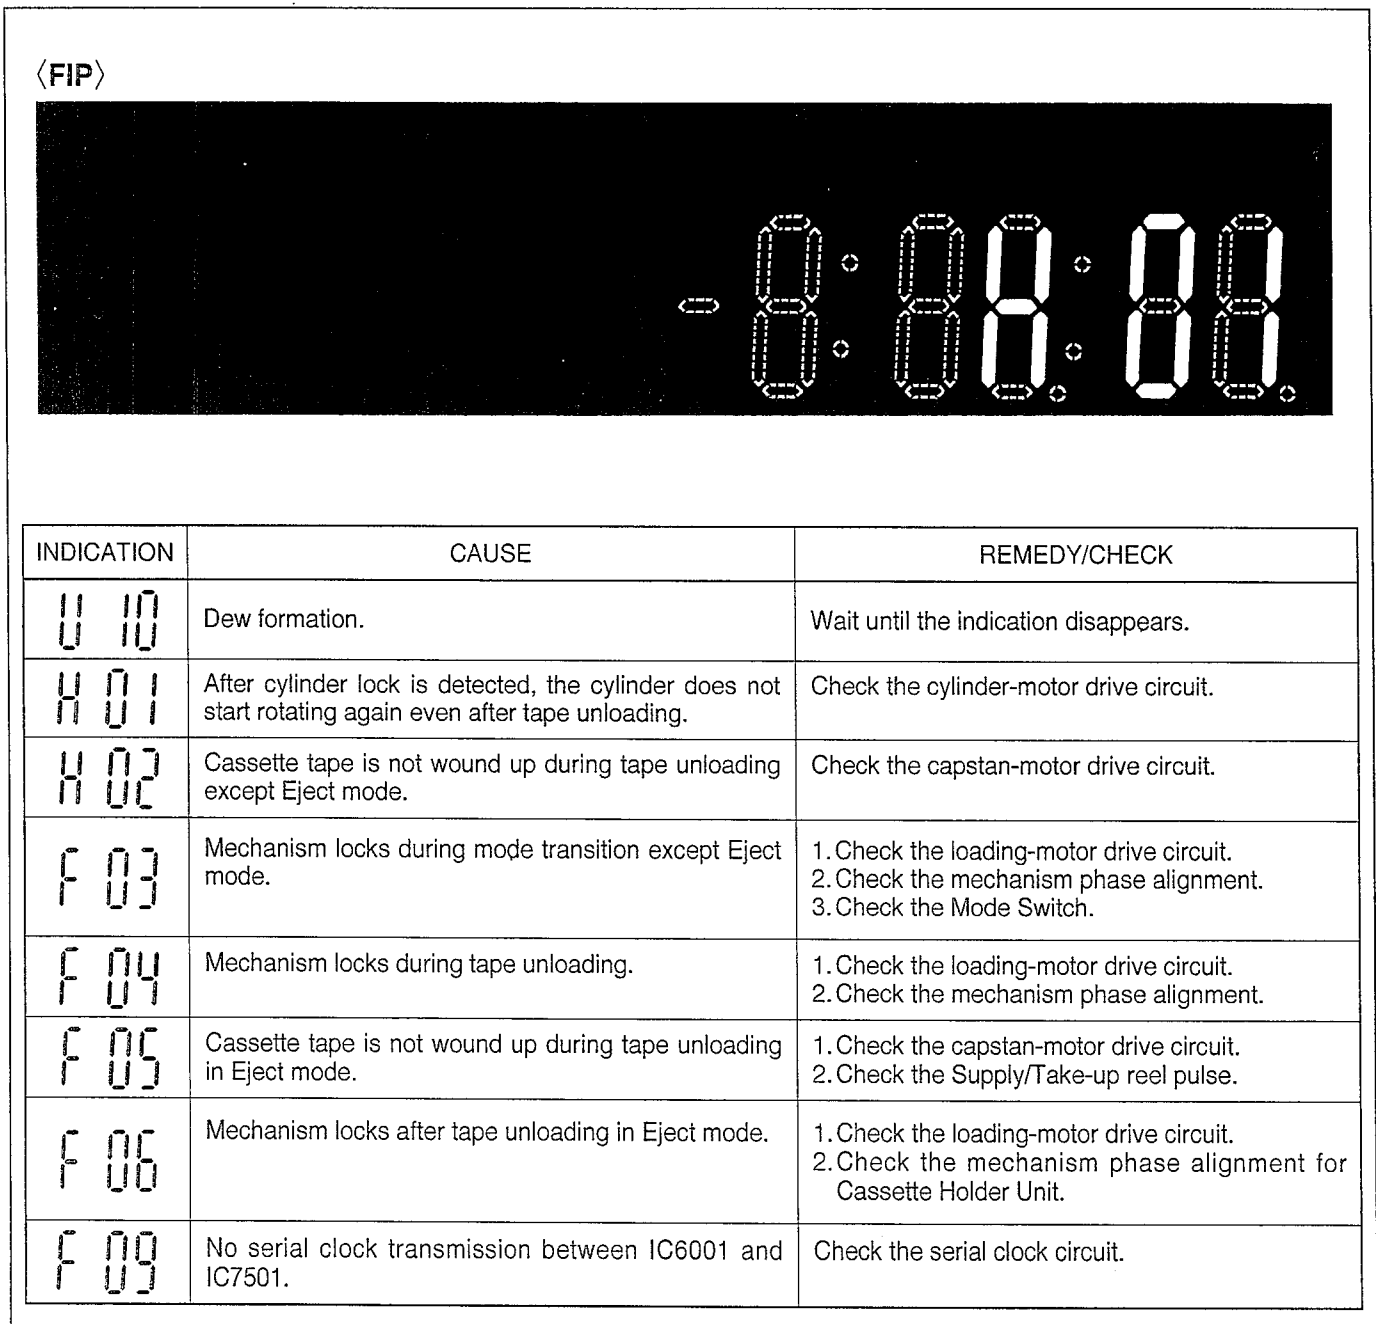 〈FIP〉
H 01
INDICATION CAUSE REMEDY/CHECK
U 10 Dew formation. Wait until the indication disappears.
H 01 After cylinder lock is detected, the cylinder does not Check the cylinder-motor drive circuit.
start rotating again even after tape unloading.
H 02 Cassette tape is not wound up during tape unloading Check the capstan-motor drive circuit.
except Eject mode.
F 03 Mechanism locks during mode transition except Eject 1. Check the loading-motor drive circuit.
mode. 2. Check the mechanism phase alignment.
3. Check the Mode Switch.
F 04 Mechanism locks during tape unloading. 1. Check the loading-motor drive circuit.
2. Check the mechanism phase alignment.
F 05 Cassette tape is not wound up during tape unloading 1. Check the capstan-motor drive circuit.
in Eject mode. 2. Check the Supply/Take-up reel pulse.
F 06 Mechanism locks after tape unloading in Eject mode. 1. Check the loading-motor drive circuit.
2. Check the mechanism phase alignment for
Cassette Holder Unit.
F 09 No serial clock transmission between IC6001 and Check the serial clock circuit.
IC7501.